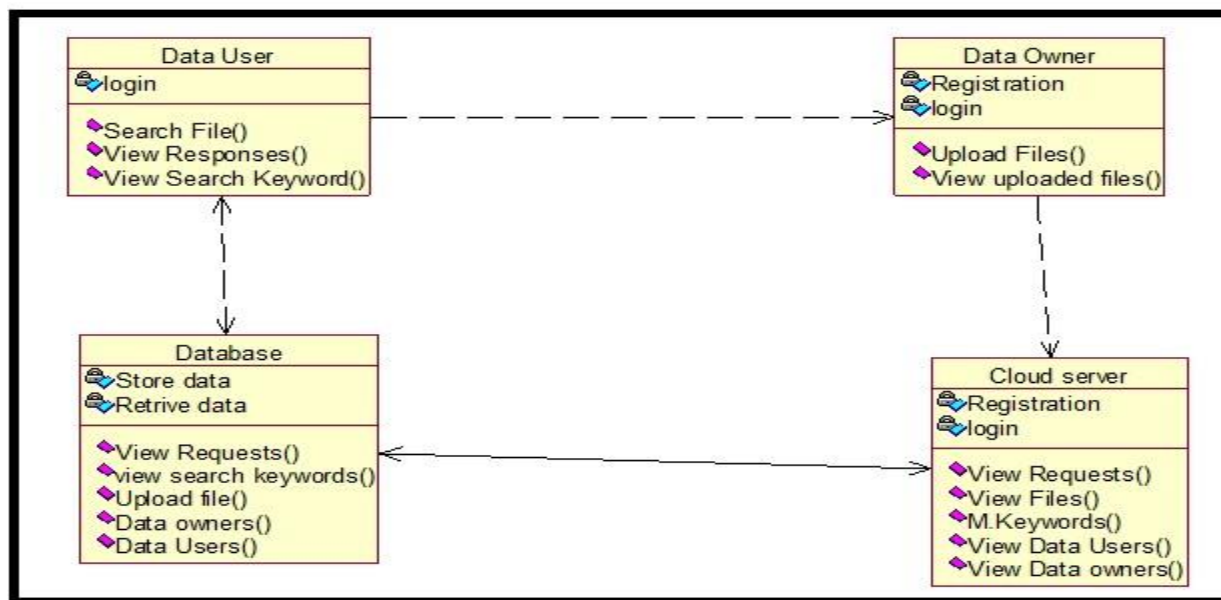 Data User
login
Search File()
View Responses()
View Search Keyword()
Data Owner
Registration
login
Upload Files()
View uploaded files()
Database
Store data
Retrive data
View Requests()
view search keywords()
Upload file()
Data owners()
Data Users()
Cloud server
Registration
login
View Requests()
View Files()
M.Keywords()
View Data Users()
View Data owners()